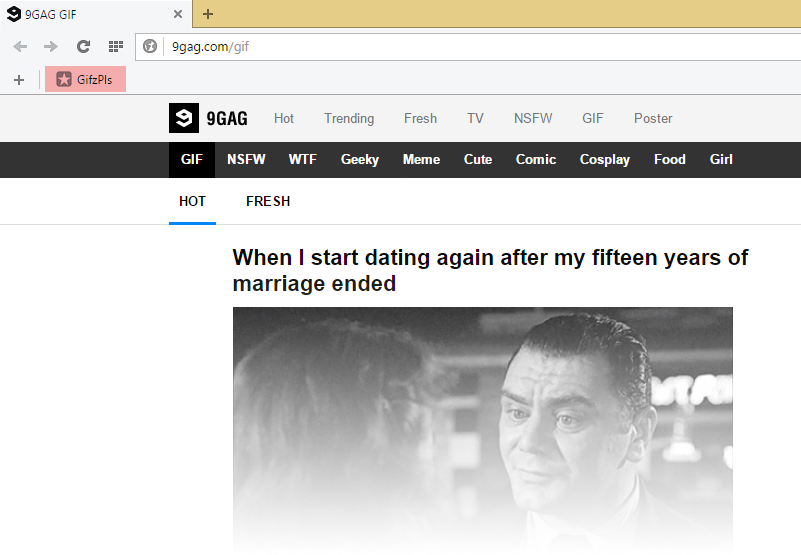 9GAG GIF
9gag.com/gif
GifzPls
9GAG Hot Trending Fresh TV NSFW GIF Poster
GIF NSFW WTF Geeky Meme Cute Comic Cosplay Food Girl
HOT FRESH
When I start dating again after my fifteen years of
marriage ended